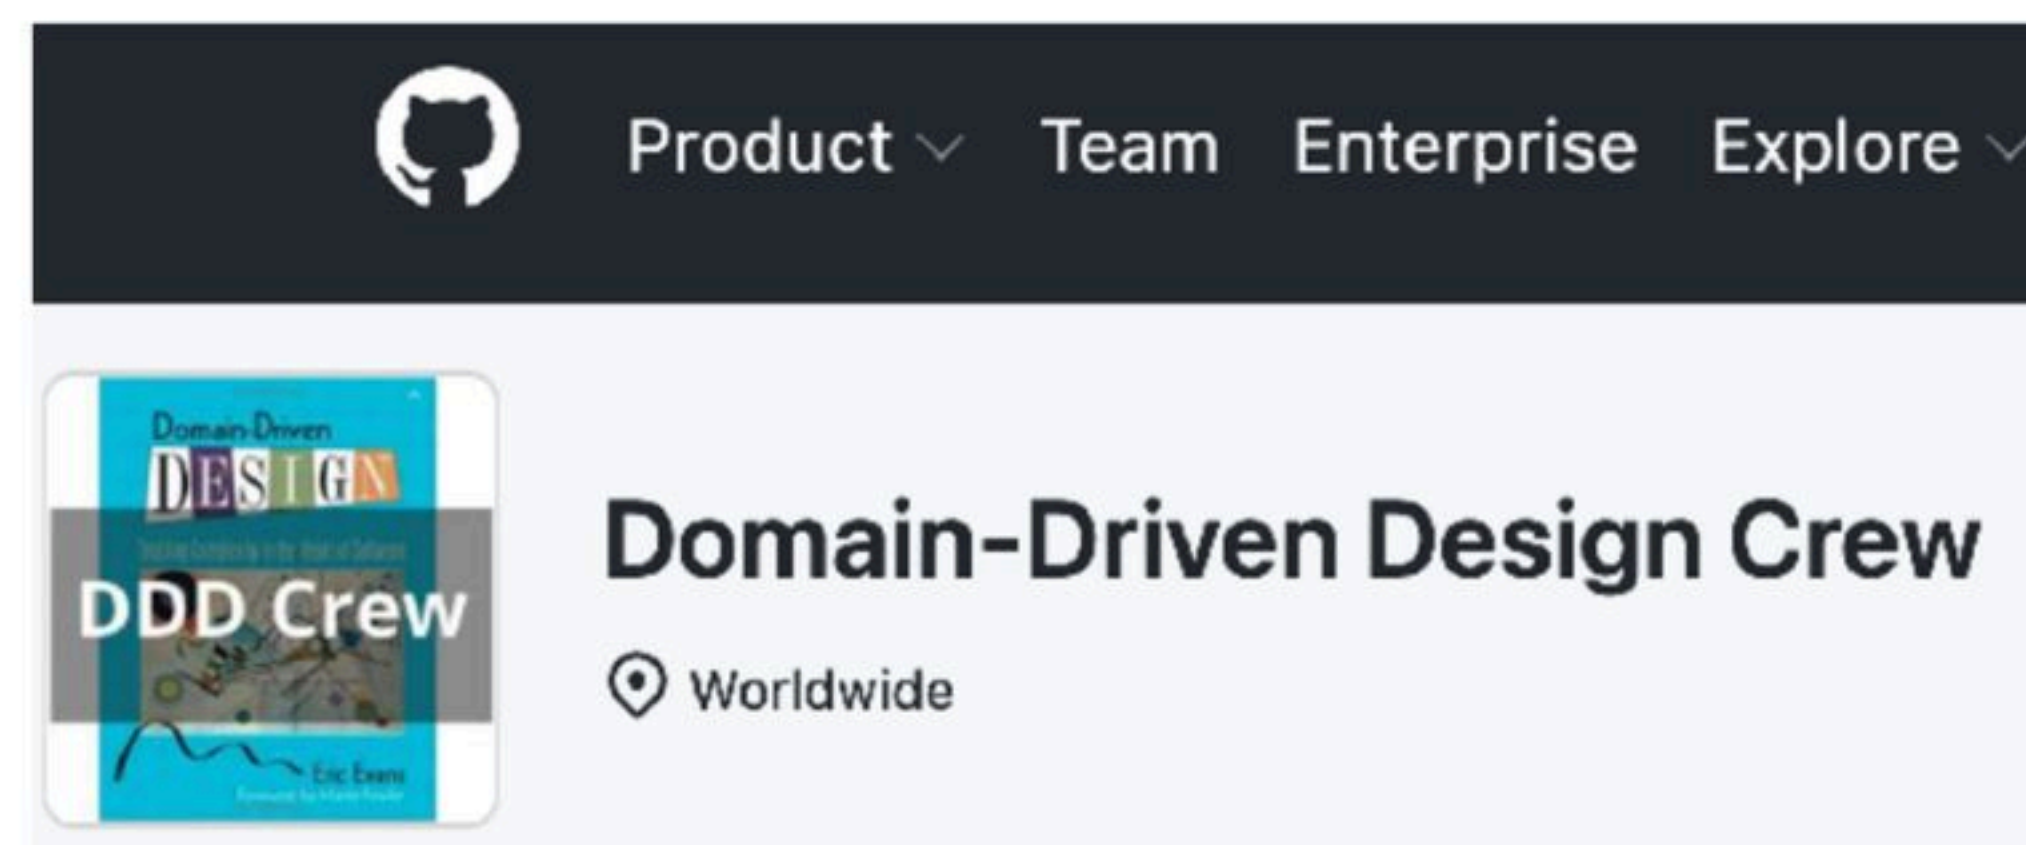 Product Team Enterprise Explore
Domain-Driven
DESIGN
DDD Crew
Eric Evans
Domain-Driven Design Crew
Worldwide